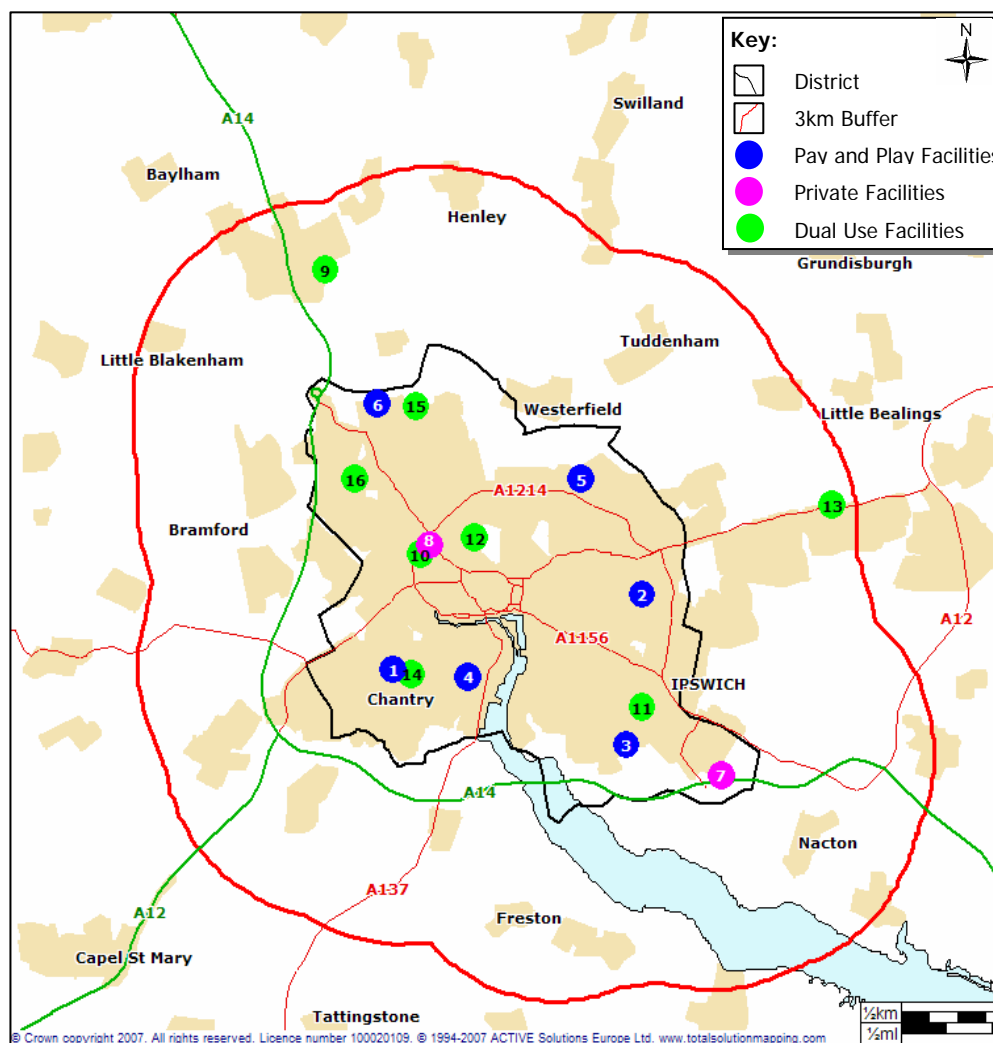 Key:
N
District
3km Buffer
Pay and Play Facilities
Private Facilities
Dual Use Facilities
A14
Swilland
Baylham
Henley
Grundisburgh
9
Tuddenham
Little Blakenham
6
15
Westerfield
Little Bealings
16
5
A1214
13
Bramford
12
8
10
2
A12
A1156
1
14
4
Chantry
IPSWICH
11
3
7
A14
Nacton
A137
A12
Freston
Capel St Mary
Tattingstone
½km
½ml
© Crown copyright 2007. All rights reserved. Licence number 100020109. © 1994-2007 ACTIVE Solutions Europe Ltd. www.totalsolutionmapping.com